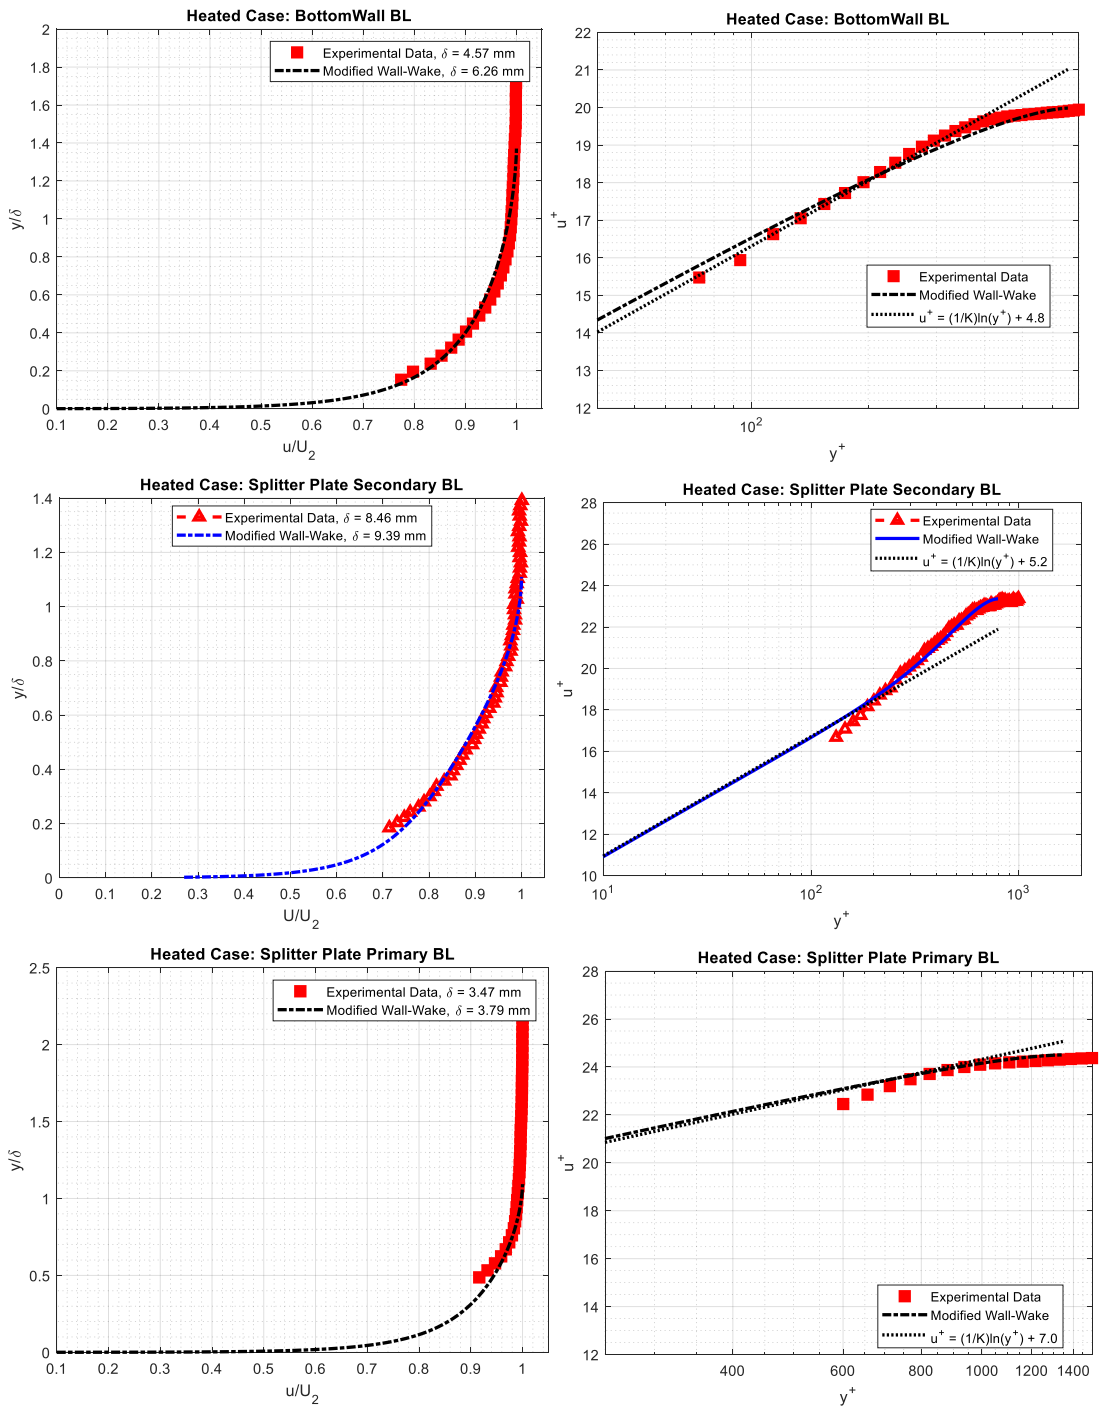 Heated Case: BottomWall BL
2
1.8
1.6
1.4
1.2
1
0.8
0.6
0.4
0.2
0
y/δ
Experimental Data, δ = 4.57 mm
Modified Wall-Wake, δ = 6.26 mm
0.1 0.2 0.3 0.4 0.5 0.6 0.7 0.8 0.9 1
u/U₂
Heated Case: BottomWall BL
22
21
20
19
18
17
16
15
14
13
12
u⁺
Experimental Data
Modified Wall-Wake
u⁺ = (1/K)ln(y⁺) + 4.8
10²
y⁺
Heated Case: Splitter Plate Secondary BL
1.4
1.2
1
0.8
0.6
0.4
0.2
0
y/δ
Experimental Data, δ = 8.46 mm
Modified Wall-Wake, δ = 9.39 mm
0 0.1 0.2 0.3 0.4 0.5 0.6 0.7 0.8 0.9 1
U/U₂
Heated Case: Splitter Plate Secondary BL
28
26
24
22
20
18
16
14
12
10
u⁺
Experimental Data
Modified Wall-Wake
u⁺ = (1/K)ln(y⁺) + 5.2
10¹ 10² 10³
y⁺
Heated Case: Splitter Plate Primary BL
2.5
2
1.5
1
0.5
0
y/δ
Experimental Data, δ = 3.47 mm
Modified Wall-Wake, δ = 3.79 mm
0.1 0.2 0.3 0.4 0.5 0.6 0.7 0.8 0.9 1
u/U₂
Heated Case: Splitter Plate Primary BL
28
26
24
22
20
18
16
14
12
u⁺
Experimental Data
Modified Wall-Wake
u⁺ = (1/K)ln(y⁺) + 7.0
400 600 800 1000 1200 1400
y⁺